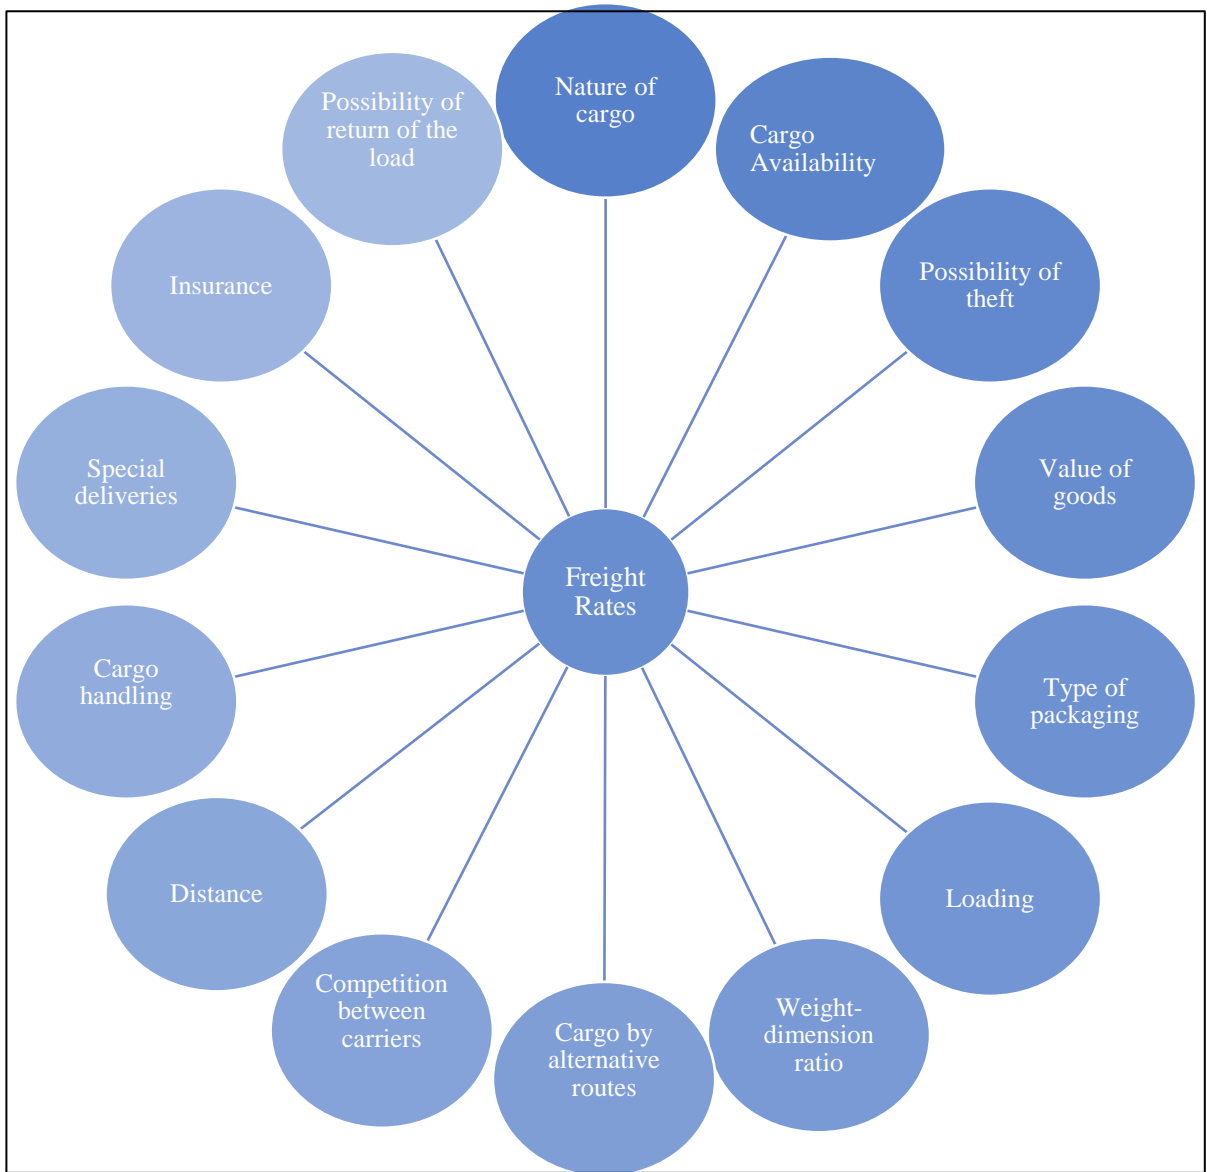 Nature of
cargo
Cargo
Availability
Possibility of
theft
Value of
goods
Type of
packaging
Loading
Weight-
dimension
ratio
Cargo by
alternative
routes
Competition
between
carriers
Distance
Cargo
handling
Special
deliveries
Insurance
Possibility of
return of the
load
Freight
Rates